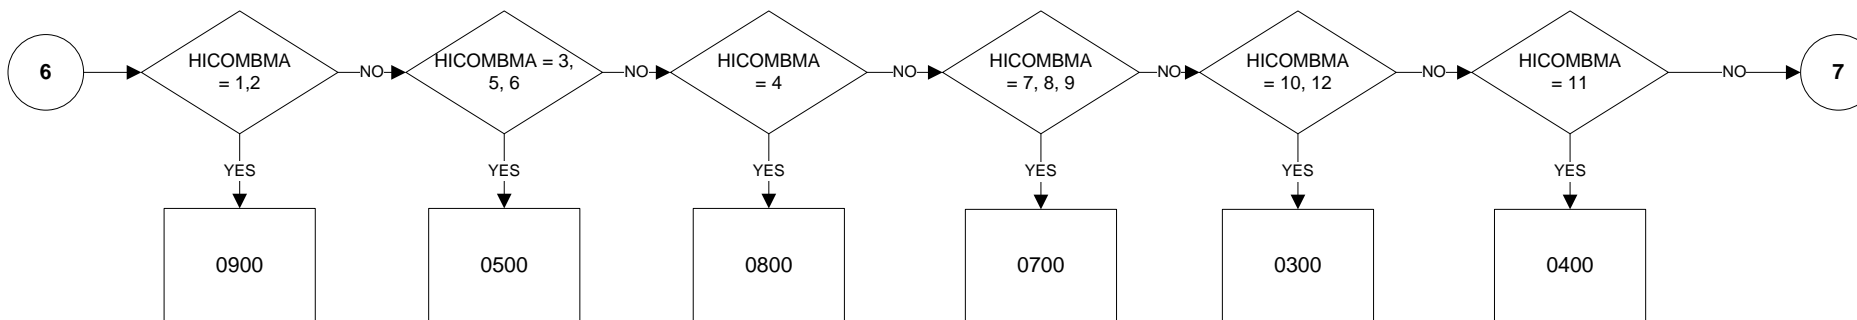 6
HICOMBMA
= 1,2
NO
HICOMBMA = 3,
5, 6
NO
HICOMBMA
= 4
NO
HICOMBMA
= 7, 8, 9
NO
HICOMBMA
= 10, 12
NO
HICOMBMA
= 11
NO
7
YES
YES
YES
YES
YES
YES
0900
0500
0800
0700
0300
0400